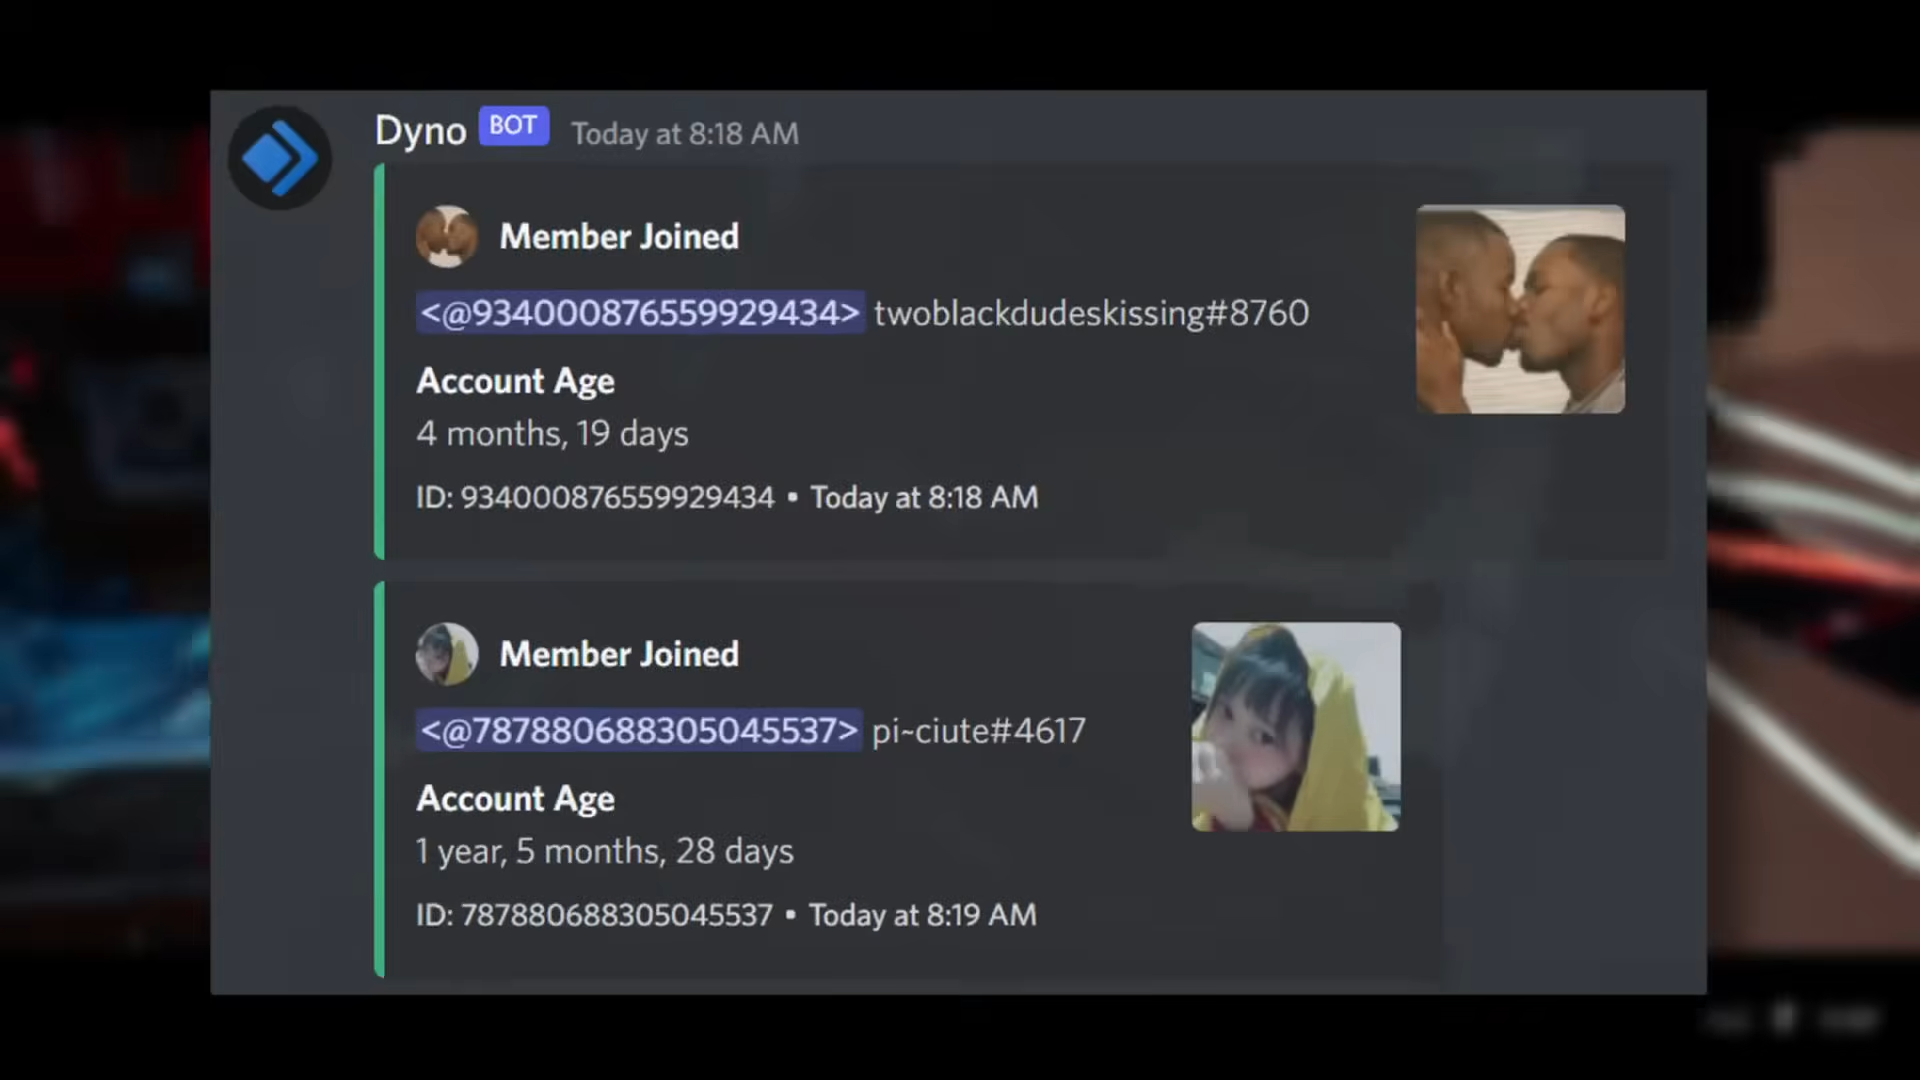 Dyno BOT Today at 8:18 AM
Member Joined
<@934000876559929434> twoblackdudeskissing#8760
Account Age
4 months, 19 days
ID: 934000876559929434 • Today at 8:18 AM
Member Joined
<@787880688305045537> pi~ciute#4617
Account Age
1 year, 5 months, 28 days
ID: 787880688305045537 • Today at 8:19 AM